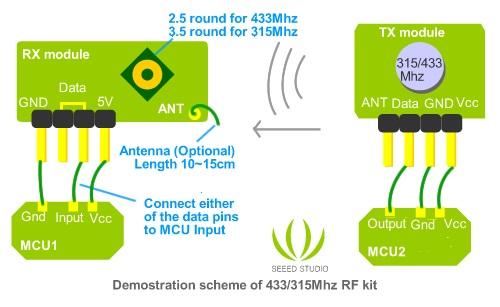 2.5 round for 433Mhz
3.5 round for 315Mhz
RX module
Data
GND
5V
ANT
Antenna (Optional)
Length 10~15cm
Connect either
of the data pins
to MCU Input
Gnd Input Vcc
MCU1
TX module
315/433
Mhz
ANT Data GND Vcc
Output Gnd Vcc
MCU2
SEEED STUDIO
Demostration scheme of 433/315Mhz RF kit